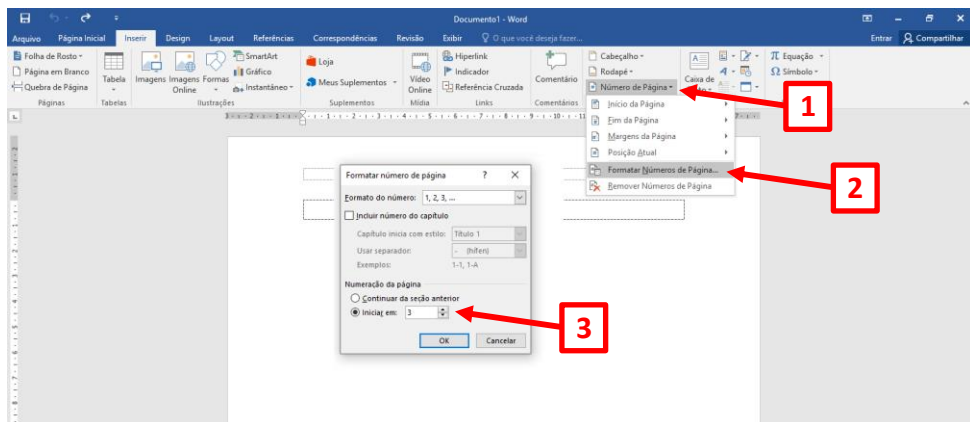 Documento1 - Word
Arquivo Página Inicial Inserir Design Layout Referências Correspondências Revisão Exibir O que você deseja fazer... Entrar Compartilhar
Folha de Rosto
Página em Branco
Quebra de Página
Páginas
Tabela
Tabelas
Imagens
Imagens Online
Formas
SmartArt
Gráfico
Instantâneo
Ilustrações
Loja
Meus Suplementos
Suplementos
Vídeo Online
Mídia
Hiperlink
Indicador
Referência Cruzada
Links
Comentário
Comentários
Cabeçalho
Rodapé
Número de Página
Caixa de
Equação
Símbolo
Início da Página
Fim da Página
Margens da Página
Posição Atual
Formatar Números de Página...
Remover Números de Página
1
2
3
Formatar número de página ? X
Formato do número: 1, 2, 3, ...
Incluir número do capítulo
Capítulo inicia com estilo: Título 1
Usar separador: - (hífen)
Exemplos: 1-1, 1-A
Numeração da página
Continuar da seção anterior
Iniciar em: 3
OK Cancelar